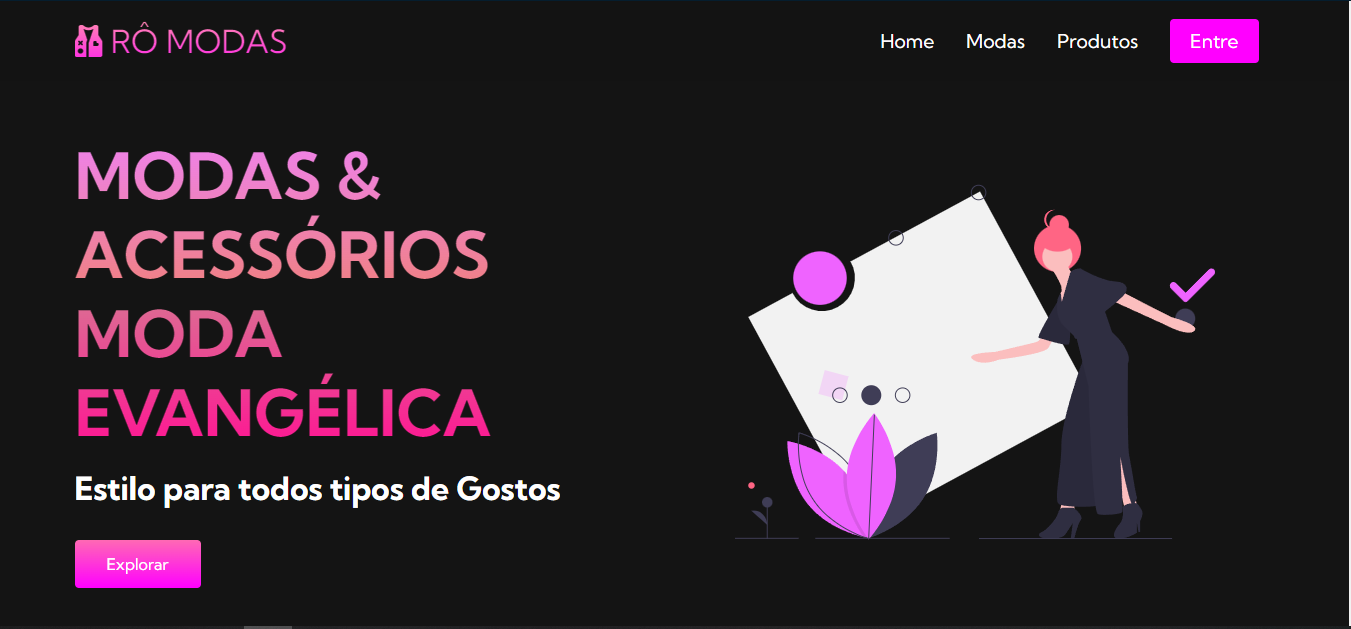 RÔ MODAS
Home Modas Produtos Entre
MODAS &
ACESSÓRIOS
MODA
EVANGÉLICA
Estilo para todos tipos de Gostos
Explorar